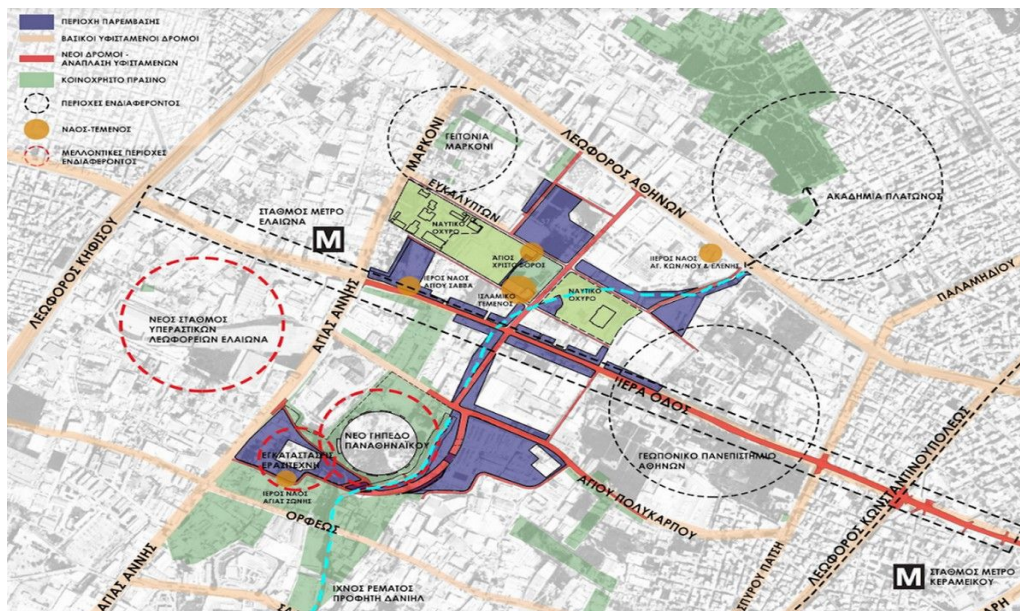 ΠΕΡΙΟΧΗ ΠΑΡΕΜΒΑΣΗΣ
ΒΑΣΙΚΟΙ ΥΦΙΣΤΑΜΕΝΟΙ ΔΡΟΜΟΙ
ΝΕΟΙ ΔΡΟΜΟΙ -
ΑΝΑΠΛΑΣΗ ΥΦΙΣΤΑΜΕΝΩΝ
ΚΟΙΝΟΧΡΗΣΤΟ ΠΡΑΣΙΝΟ
ΠΕΡΙΟΧΕΣ ΕΝΔΙΑΦΕΡΟΝΤΟΣ
ΝΑΟΣ-ΤΕΜΕΝΟΣ
ΜΕΛΛΟΝΤΙΚΕΣ ΠΕΡΙΟΧΕΣ
ΕΝΔΙΑΦΕΡΟΝΤΟΣ
ΛΕΩΦΟΡΟΣ ΚΗΦΙΣΟΥ
ΜΑΡΚΟΝΙ
ΓΕΙΤΟΝΙΑ
ΜΑΡΚΟΝΙ
ΛΕΩΦΟΡΟΣ ΑΘΗΝΩΝ
ΕΥΚΑΛΥΠΤΩΝ
ΑΚΑΔΗΜΙΑ ΠΛΑΤΩΝΟΣ
ΣΤΑΘΜΟΣ ΜΕΤΡΟ
ΕΛΑΙΩΝΑ
M
ΝΑΥΤΙΚΟ
ΟΧΥΡΟ
ΑΓΙΟΣ
ΧΡΙΣΤΟΦΟΡΟΣ
ΙΕΡΟΣ ΝΑΟΣ
ΑΓ. ΚΩΝ/ΝΟΥ & ΕΛΕΝΗΣ
ΙΕΡΟΣ ΝΑΟΣ
ΑΓΙΟΥ ΣΑΒΒΑ
ΙΣΛΑΜΙΚΟ
ΤΕΜΕΝΟΣ
ΝΑΥΤΙΚΟ
ΟΧΥΡΟ
ΠΑΛΑΜΗΔΙΟΥ
ΝΕΟΣ ΣΤΑΘΜΟΣ
ΥΠΕΡΑΣΤΙΚΩΝ
ΛΕΩΦΟΡΕΙΩΝ ΕΛΑΙΩΝΑ
ΑΓΙΑΣ ΑΝΝΗΣ
ΙΕΡΑ ΟΔΟΣ
ΝΕΟ ΓΗΠΕΔΟ
ΠΑΝΑΘΗΝΑΪΚΟΥ
ΕΓΚΑΤΑΣΤΑΣΕΙΣ
ΕΡΑΣΙΤΕΧΝΗ
ΓΕΩΠΟΝΙΚΟ ΠΑΝΕΠΙΣΤΗΜΙΟ
ΑΘΗΝΩΝ
ΙΕΡΟΣ ΝΑΟΣ
ΑΓΙΑΣ ΖΩΝΗΣ
ΟΡΦΕΩΣ
ΑΓΙΟΥ ΠΟΛΥΚΑΡΠΟΥ
ΛΕΩΦΟΡΟΣ ΚΩΝΣΤΑΝΤΙΝΟΥΠΟΛΕΩΣ
ΑΓΙΑΣ ΑΝΝΗΣ
ΙΧΝΟΣ ΡΕΜΑΤΟΣ
ΠΡΟΦΗΤΗ ΔΑΝΙΗΛ
ΣΠΥΡΟΥ ΠΑΤΣΗ
M
ΣΤΑΘΜΟΣ ΜΕΤΡΟ
ΚΕΡΑΜΕΙΚΟΥ